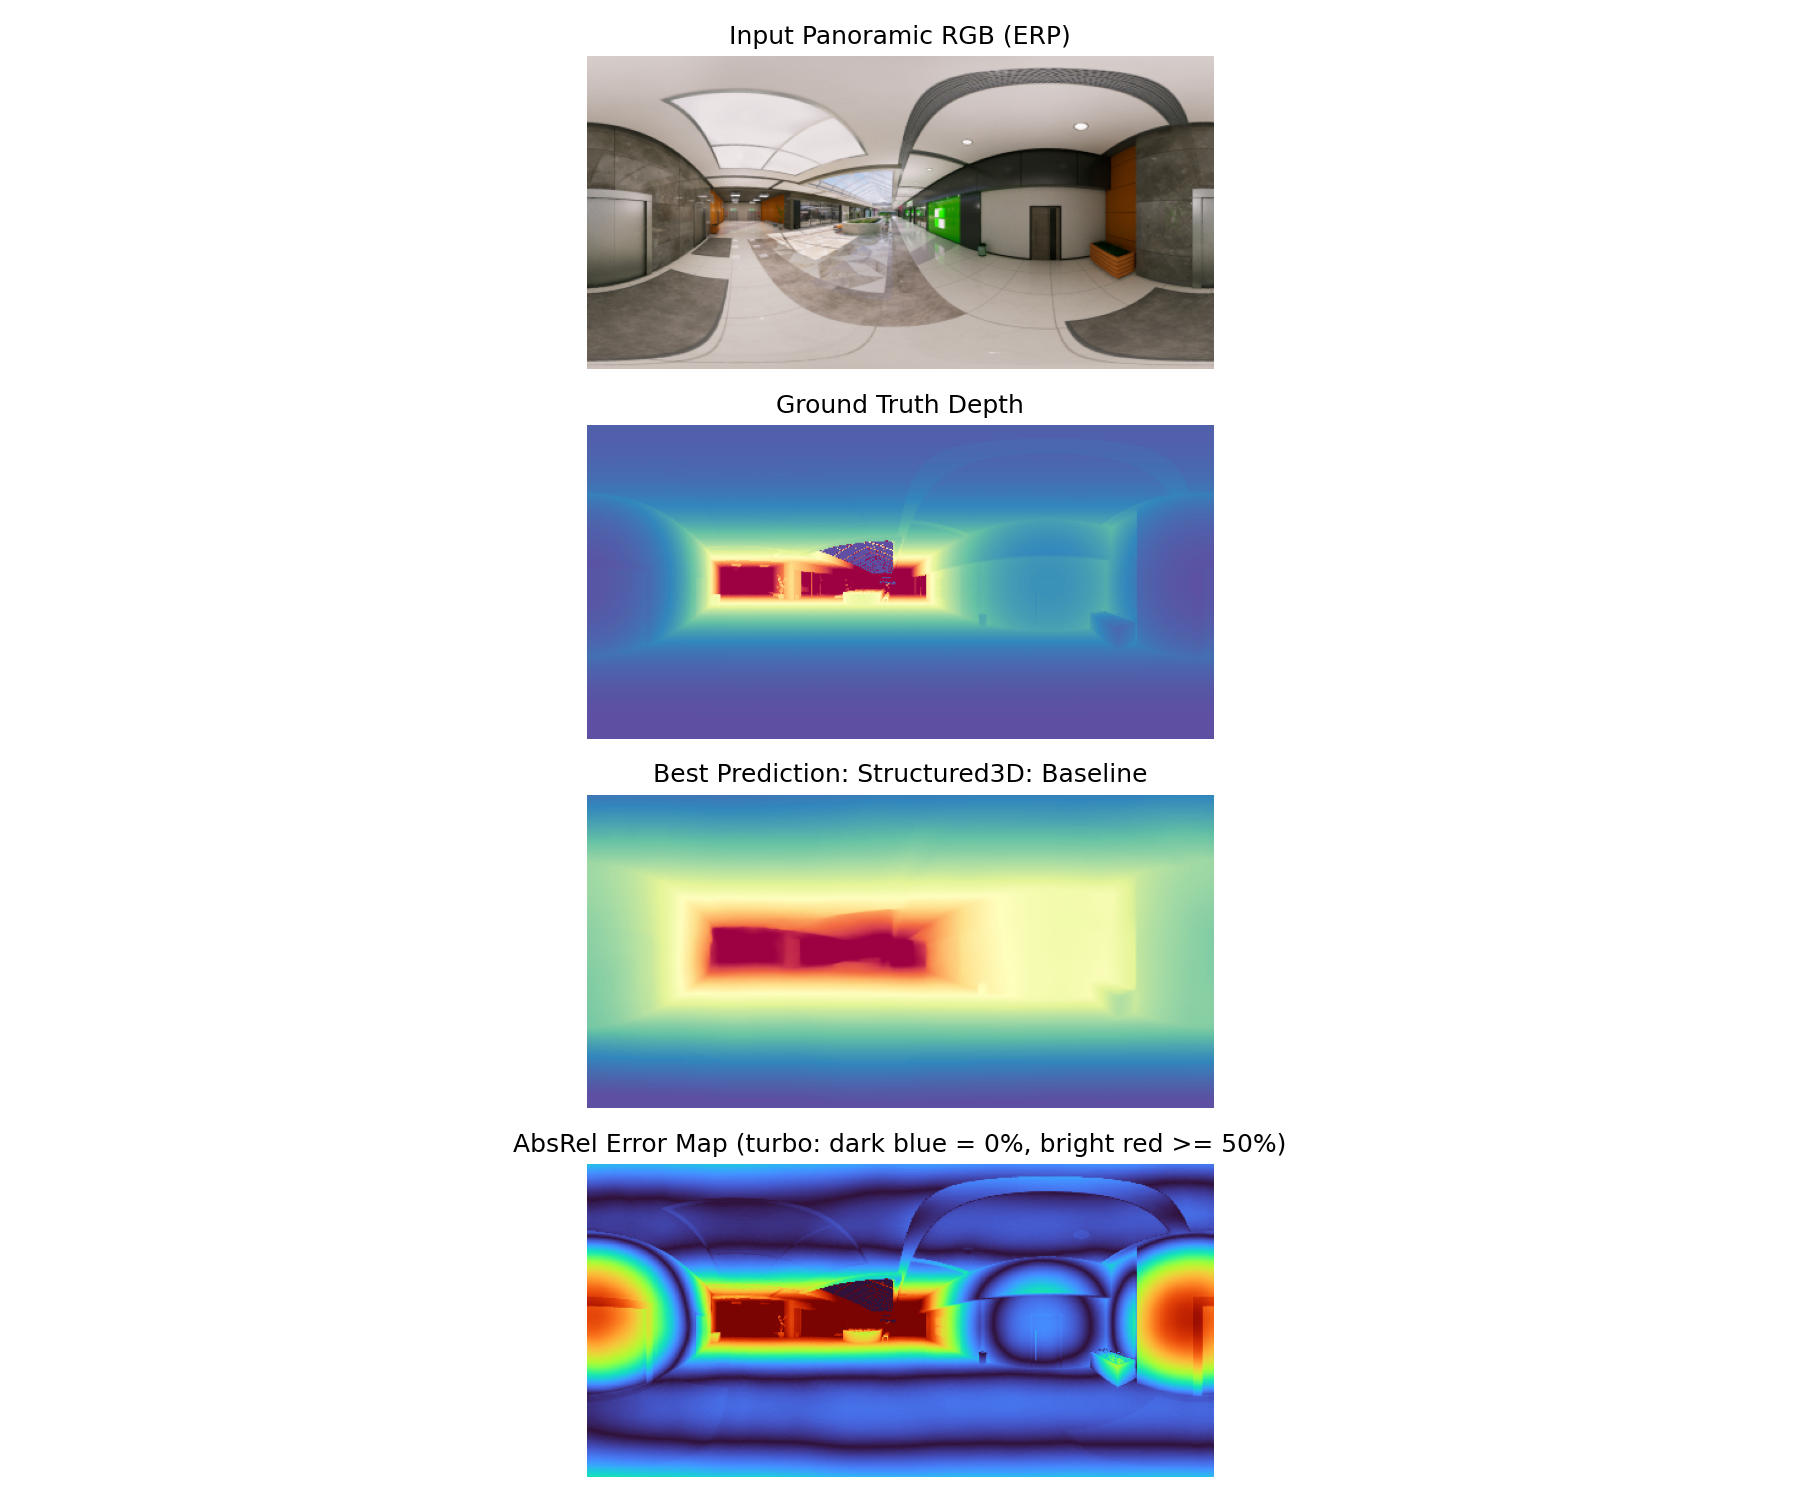 Input Panoramic RGB (ERP)
Ground Truth Depth
Best Prediction: Structured3D: Baseline
AbsRel Error Map (turbo: dark blue = 0%, bright red >= 50%)